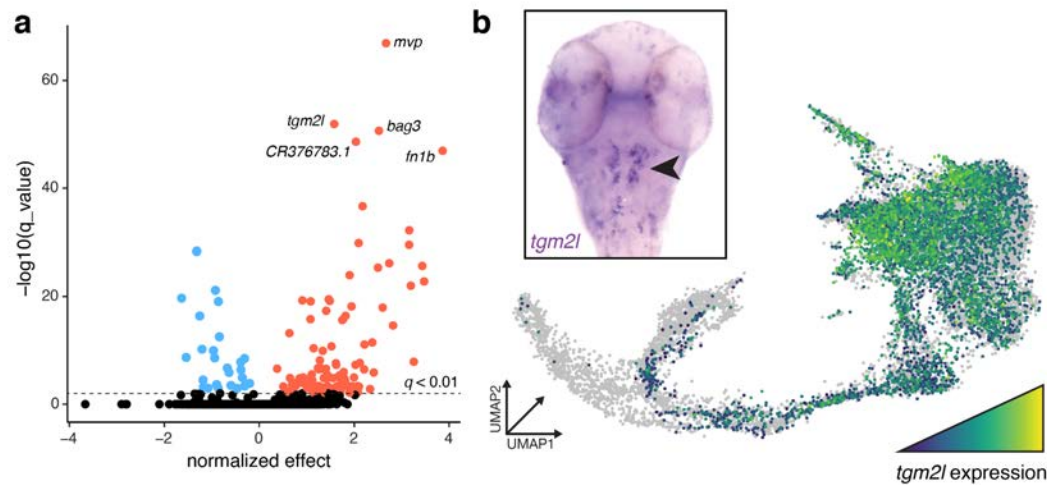 a
mvp
tgm2l
bag3
CR376783.1
fn1b
60
40
20
0
q < 0.01
−4
−2
0
2
4
−log10(q_value)
normalized effect
b
tgm2l
UMAP2
UMAP1
tgm2l expression